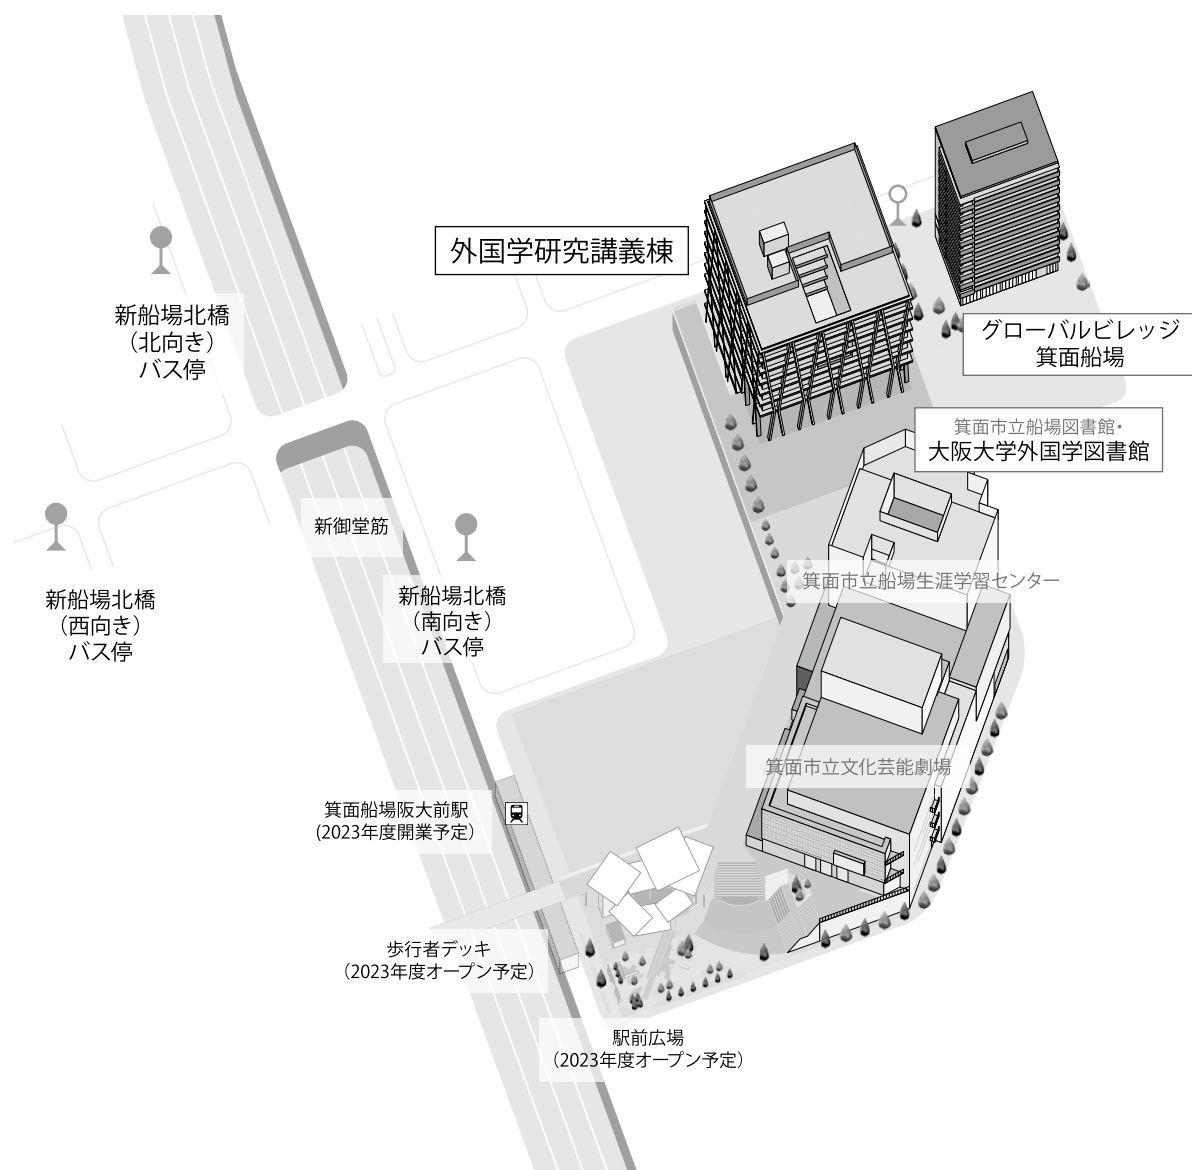 外国学研究講義棟
新船場北橋
（北向き）
バス停
グローバルビレッジ
箕面船場
箕面市立船場図書館・
大阪大学外国学図書館
新御堂筋
新船場北橋
（西向き）
バス停
新船場北橋
（南向き）
バス停
箕面市立船場生涯学習センター
箕面市立文化芸能劇場
箕面船場阪大前駅
(2023年度開業予定）
歩行者デッキ
（2023年度オープン予定）
駅前広場
（2023年度オープン予定）